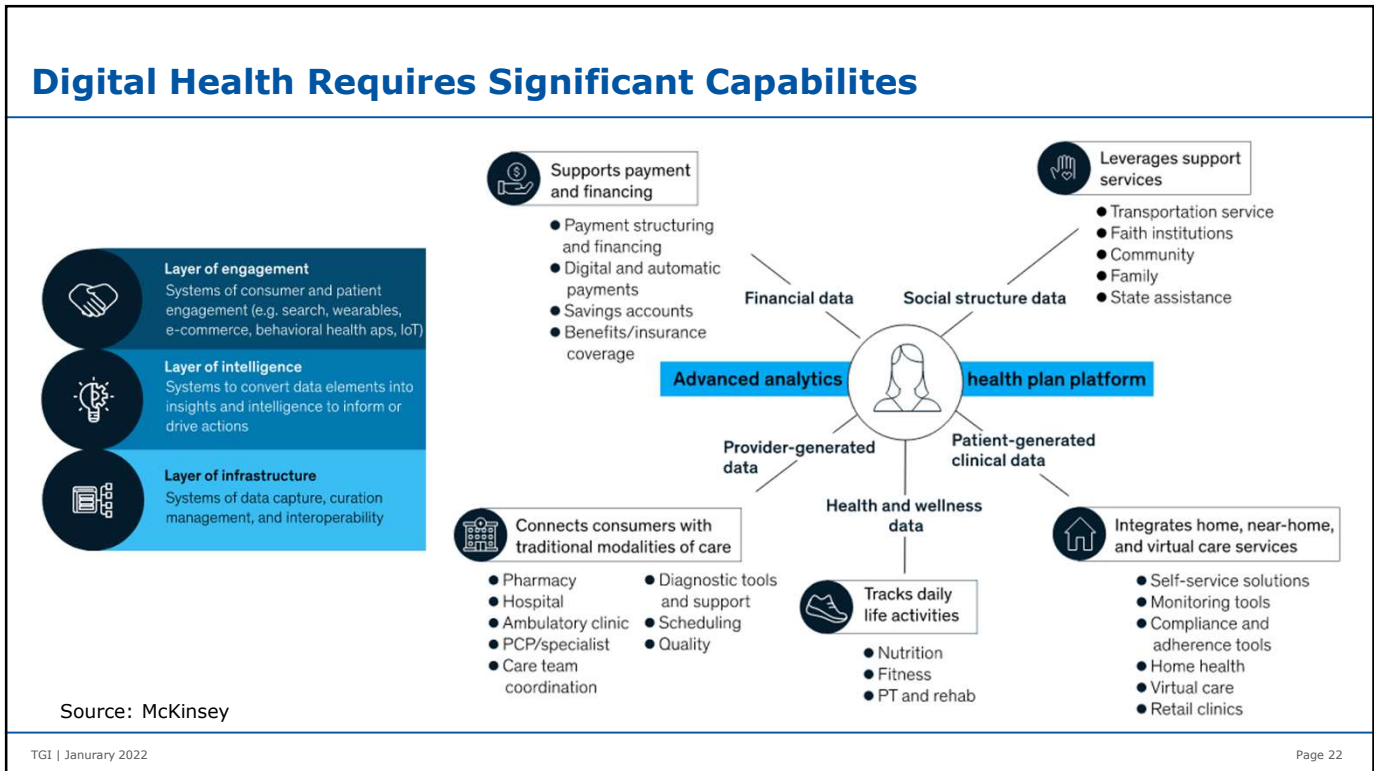 Digital Health Requires Significant Capabilites
Layer of engagement
Systems of consumer and patient
engagement (e.g. search, wearables,
e-commerce, behavioral health aps, IoT)
Layer of intelligence
Systems to convert data elements into
insights and intelligence to inform or
drive actions
Layer of infrastructure
Systems of data capture, curation
management, and interoperability
Supports payment
and financing
● Payment structuring
and financing
● Digital and automatic
payments
● Savings accounts
● Benefits/insurance
coverage
Leverages support
services
● Transportation service
● Faith institutions
● Community
● Family
● State assistance
Financial data
Social structure data
Advanced analytics
health plan platform
Provider-generated
data
Patient-generated
clinical data
Health and wellness
data
Connects consumers with
traditional modalities of care
● Pharmacy
● Hospital
● Ambulatory clinic
● PCP/specialist
● Care team
coordination
● Diagnostic tools
and support
● Scheduling
● Quality
Tracks daily
life activities
● Nutrition
● Fitness
● PT and rehab
Integrates home, near-home,
and virtual care services
● Self-service solutions
● Monitoring tools
● Compliance and
adherence tools
● Home health
● Virtual care
● Retail clinics
Source: McKinsey
TGI | Janurary 2022
Page 22